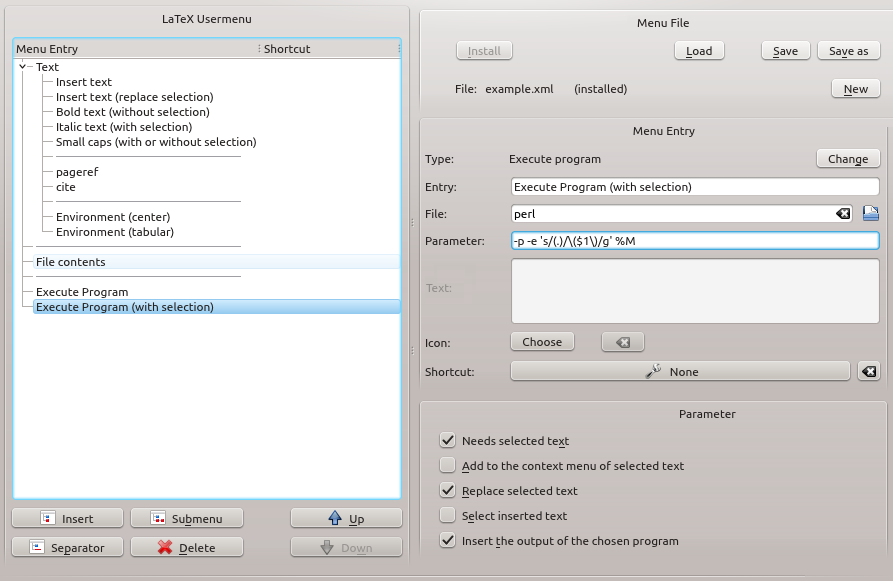 LaTeX Usermenu
Menu Entry Shortcut
Text
Insert text
Insert text (replace selection)
Bold text (without selection)
Italic text (with selection)
Small caps (with or without selection)
pageref
cite
Environment (center)
Environment (tabular)
File contents
Execute Program
Execute Program (with selection)
Insert Submenu Up
Separator Delete Down
Menu File
Install Load Save Save as
File: example.xml (installed) New
Menu Entry
Type: Execute program Change
Entry: Execute Program (with selection)
File: perl
Parameter: -p -e 's/(.)/\($1\)/g' %M
Text:
Icon: Choose
Shortcut: None
Parameter
Needs selected text
Add to the context menu of selected text
Replace selected text
Select inserted text
Insert the output of the chosen program